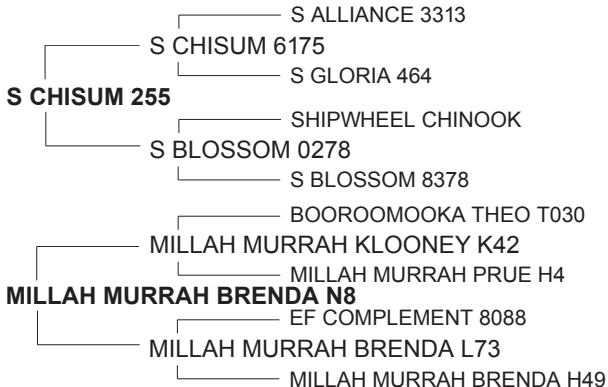 S ALLIANCE 3313
S CHISUM 6175
S GLORIA 464
S CHISUM 255
SHIPWHEEL CHINOOK
S BLOSSOM 0278
S BLOSSOM 8378
BOOROOMOOKA THEO T030
MILLAH MURRAH KLOONEY K42
MILLAH MURRAH PRUE H4
MILLAH MURRAH BRENDA N8
EF COMPLEMENT 8088
MILLAH MURRAH BRENDA L73
MILLAH MURRAH BRENDA H49